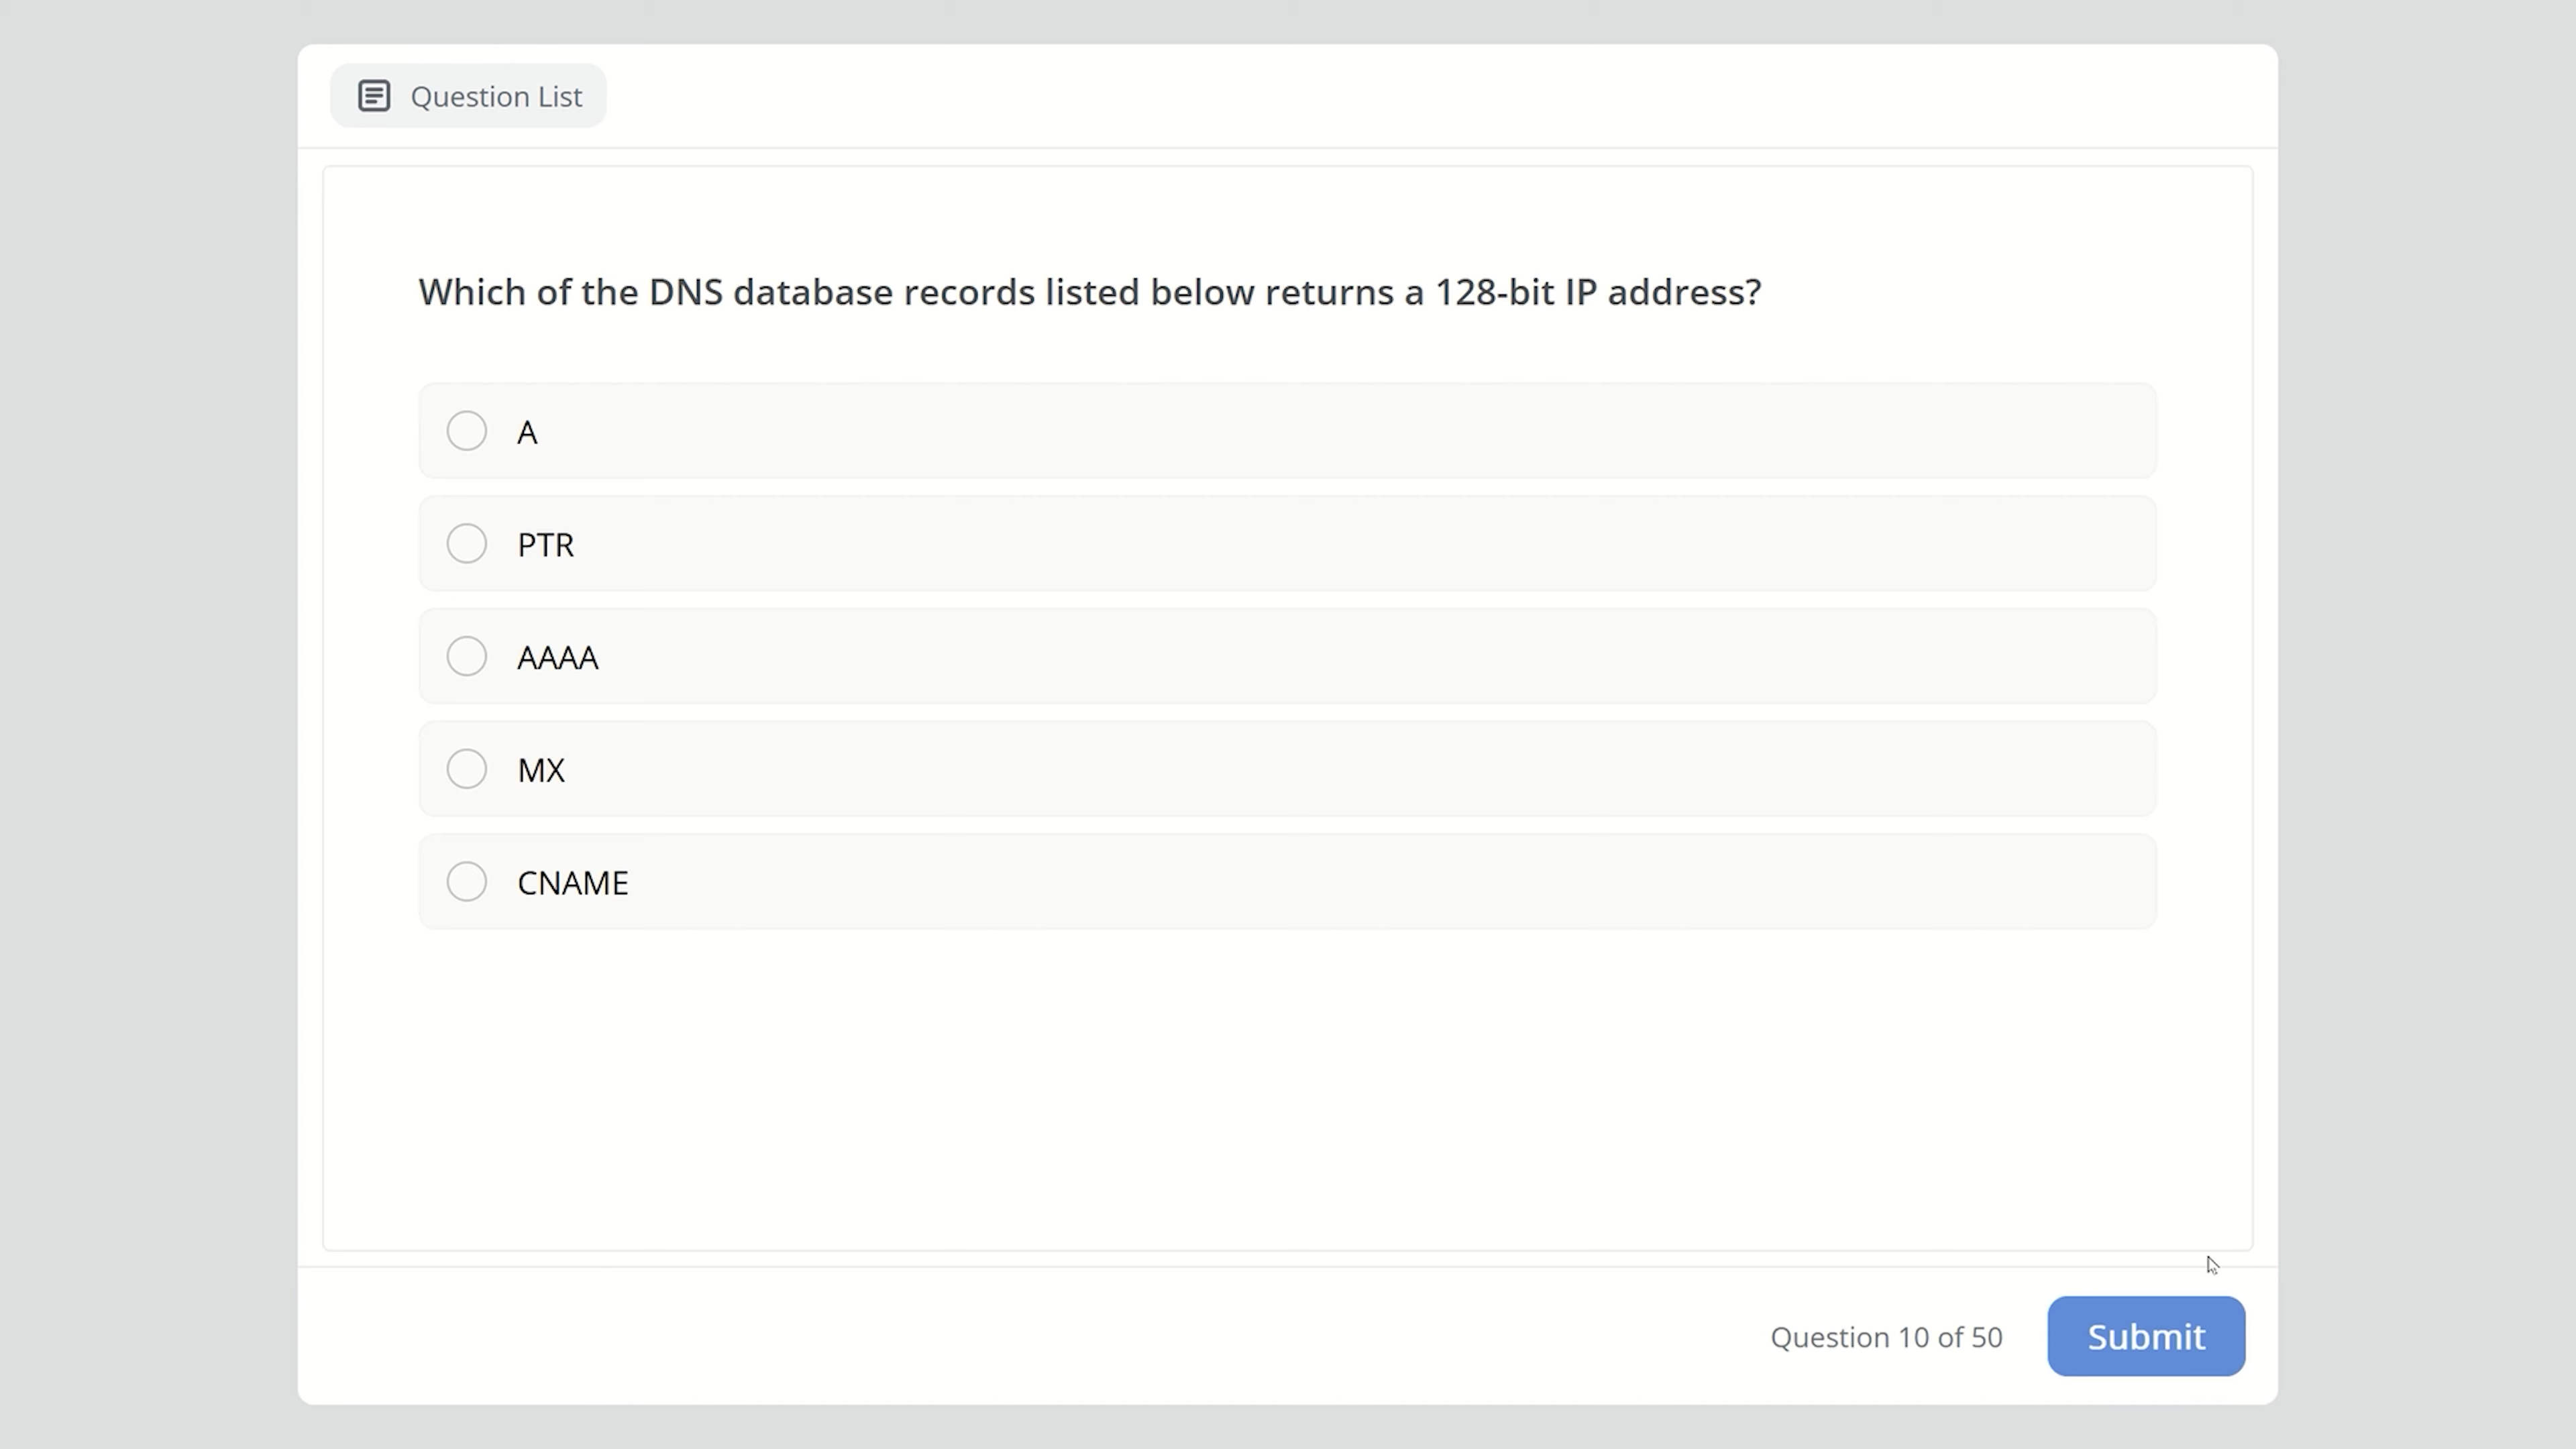 Question List
Which of the DNS database records listed below returns a 128-bit IP address?
A
PTR
AAAA
MX
CNAME
Question 10 of 50
Submit